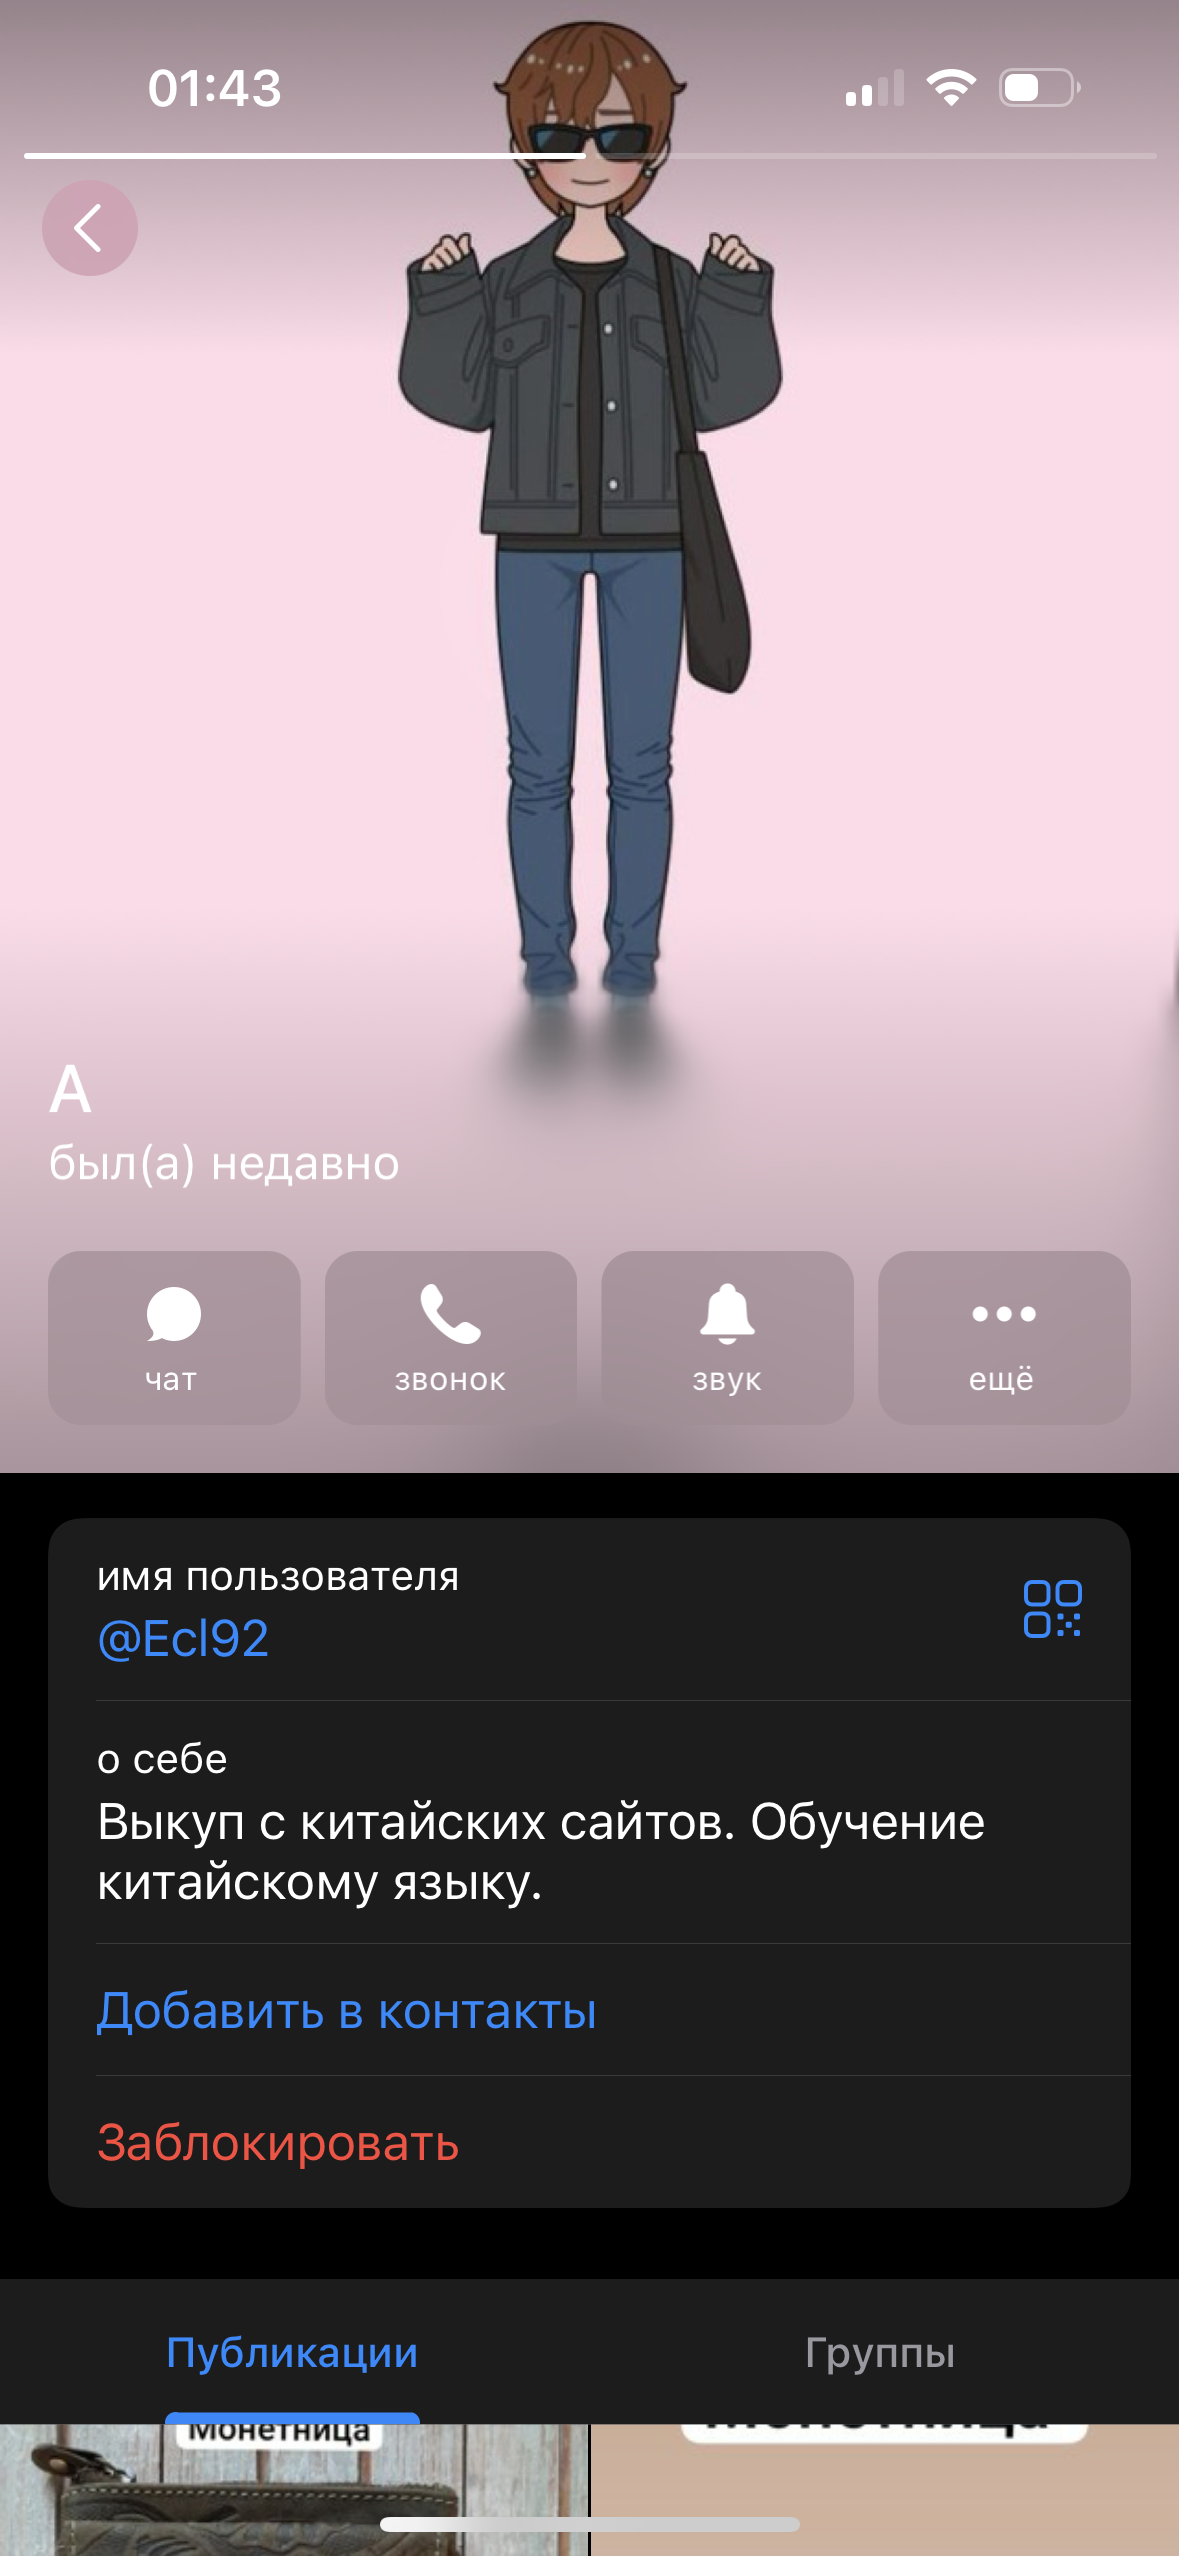 01:43
А
был(а) недавно
чат
звонок
звук
ещё
имя пользователя
@Ecl92
о себе
Выкуп с китайских сайтов. Обучение
китайскому языку.
Добавить в контакты
Заблокировать
Публикации
Группы
Монетница
Монетница